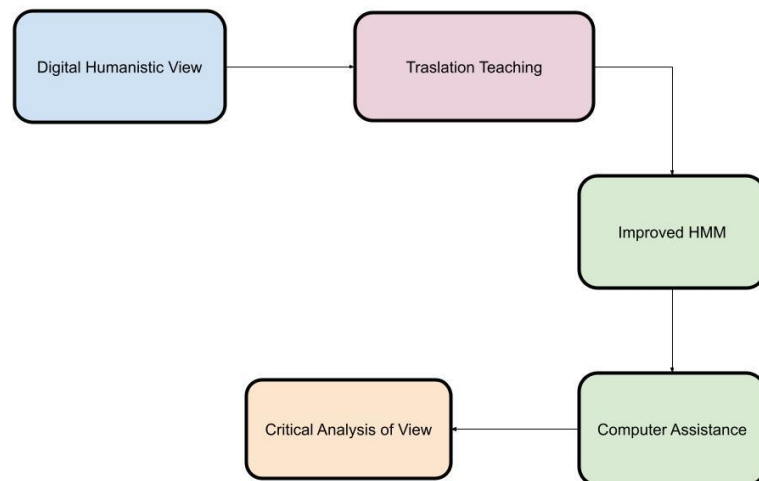 Digital Humanistic View
Traslation Teaching
Improved HMM
Computer Assistance
Critical Analysis of View